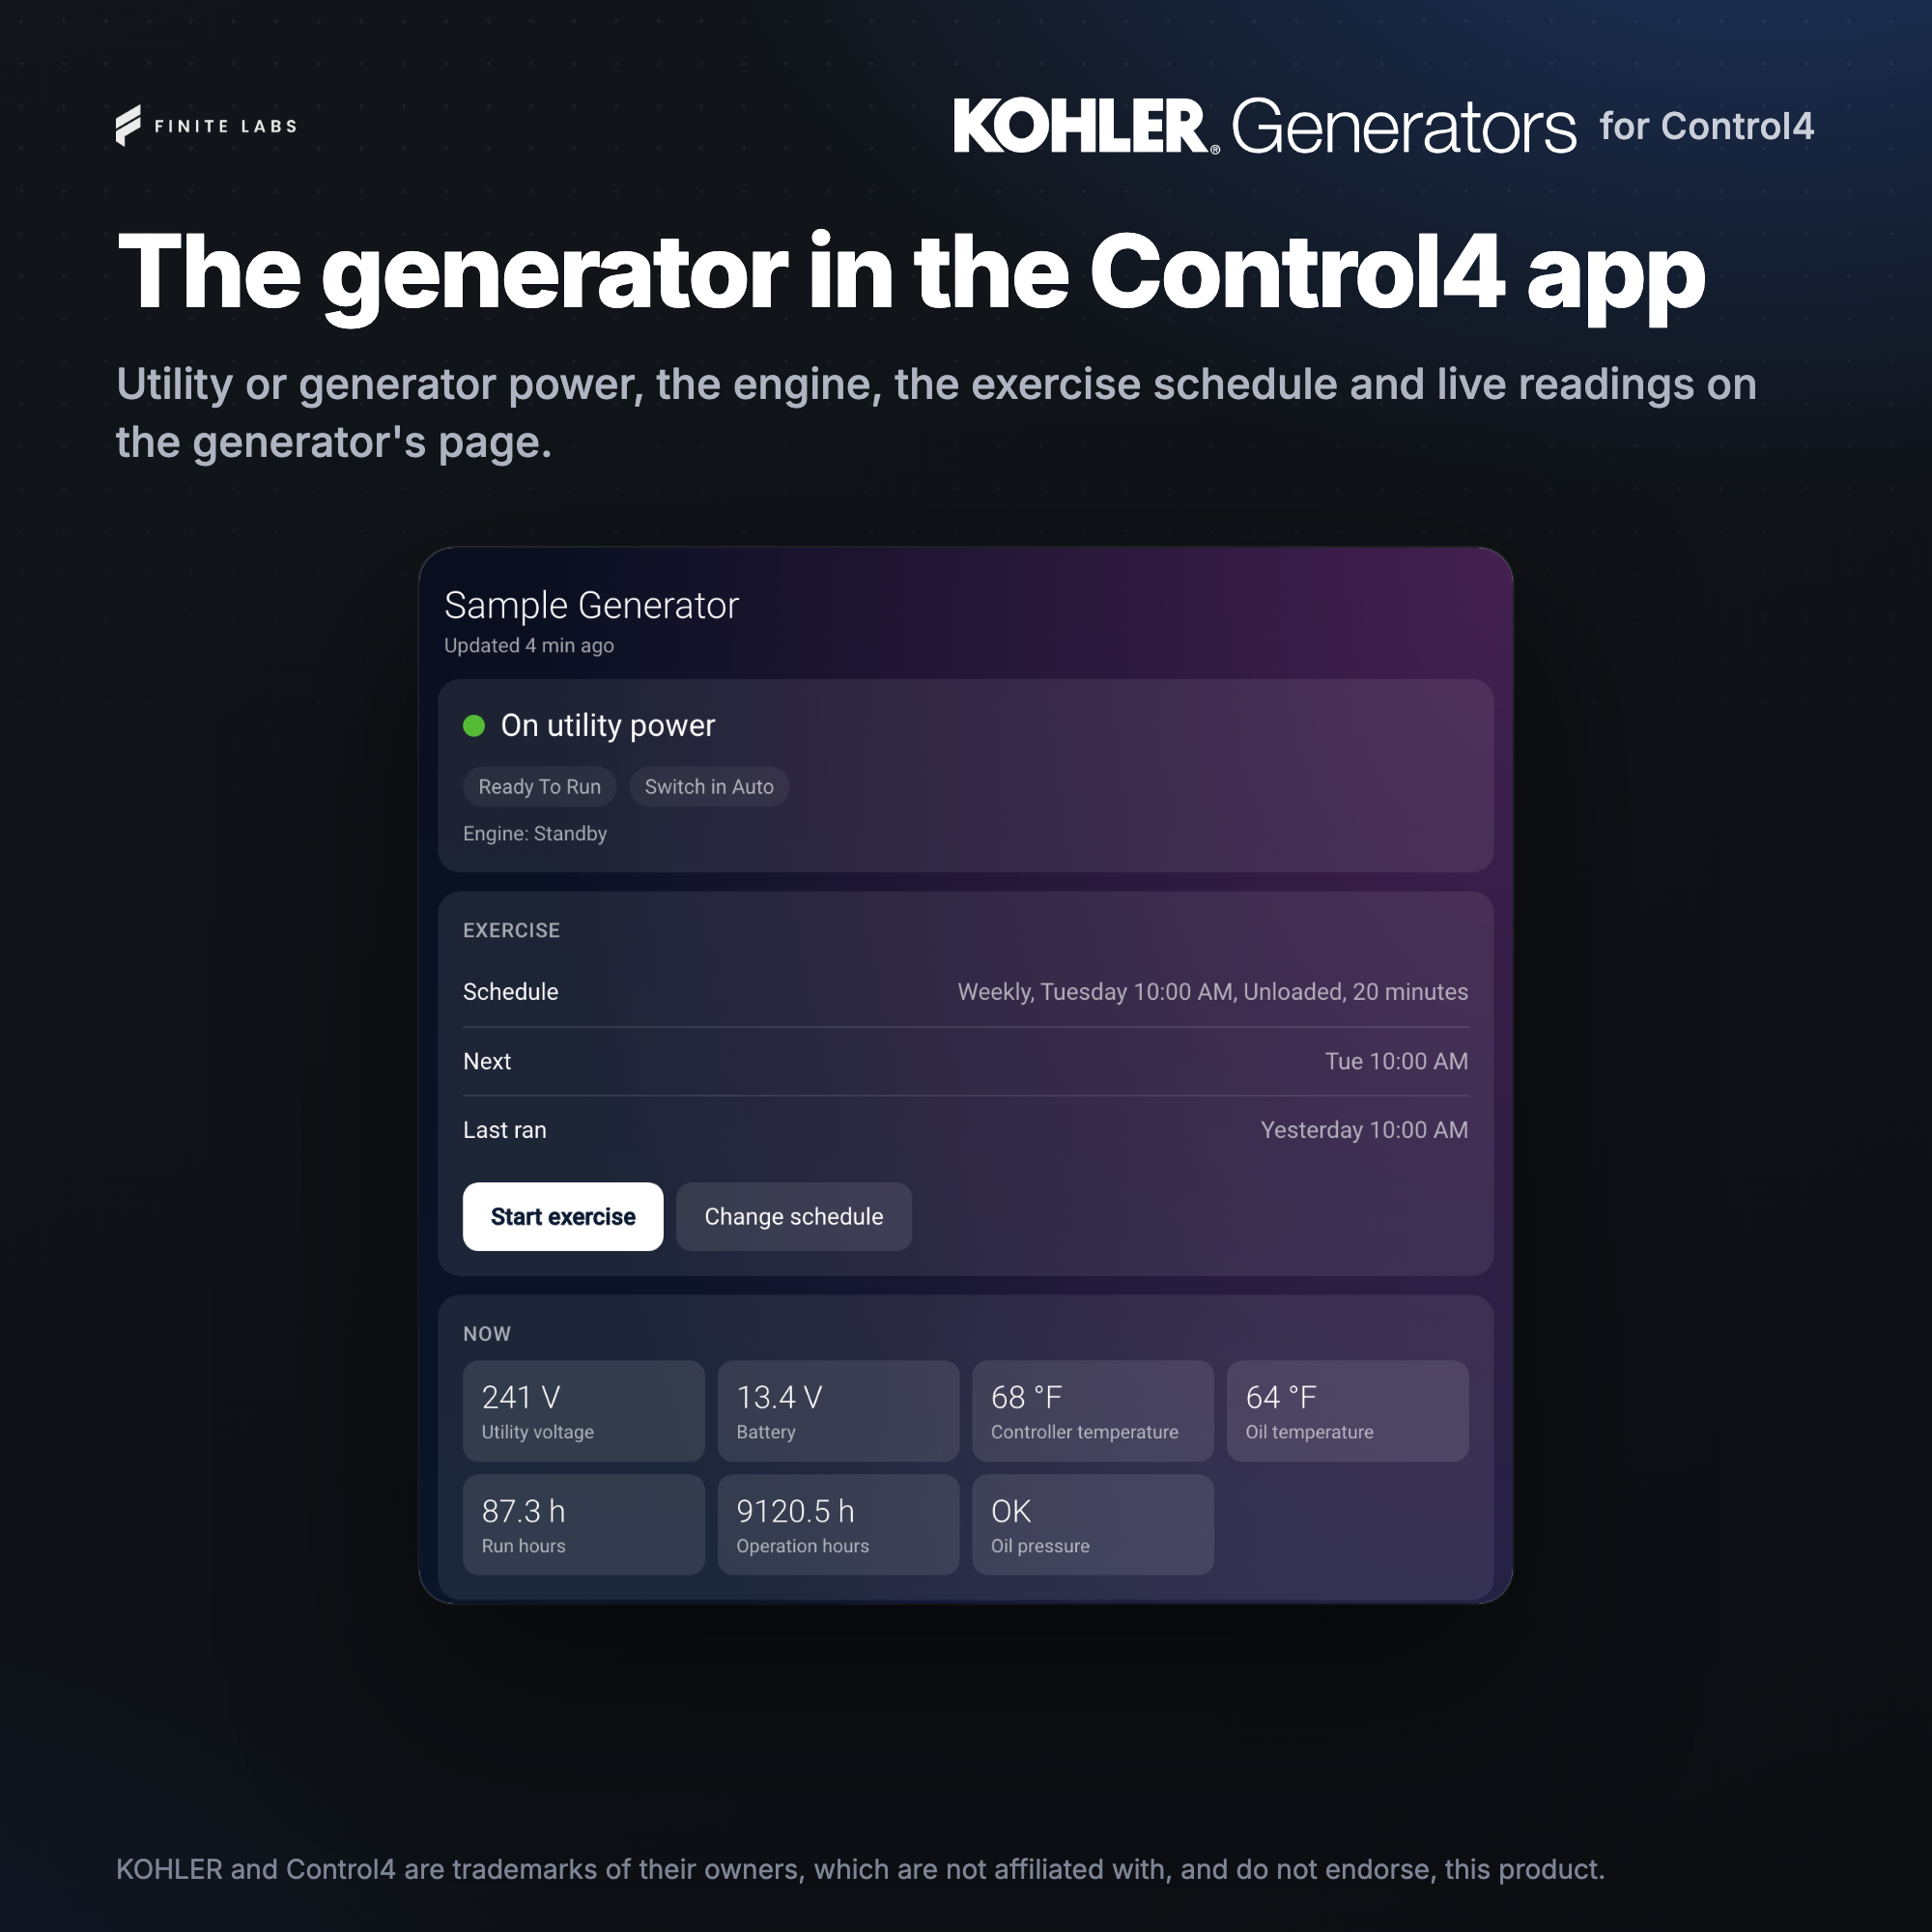 FINITE LABS
KOHLER® Generators for Control4
The generator in the Control4 app
Utility or generator power, the engine, the exercise schedule and live readings on
the generator's page.
Sample Generator
Updated 4 min ago
On utility power
Ready To Run
Switch in Auto
Engine: Standby
EXERCISE
Schedule
Weekly, Tuesday 10:00 AM, Unloaded, 20 minutes
Next
Tue 10:00 AM
Last ran
Yesterday 10:00 AM
Start exercise
Change schedule
NOW
241 V
Utility voltage
13.4 V
Battery
68 °F
Controller temperature
64 °F
Oil temperature
87.3 h
Run hours
9120.5 h
Operation hours
OK
Oil pressure
KOHLER and Control4 are trademarks of their owners, which are not affiliated with, and do not endorse, this product.